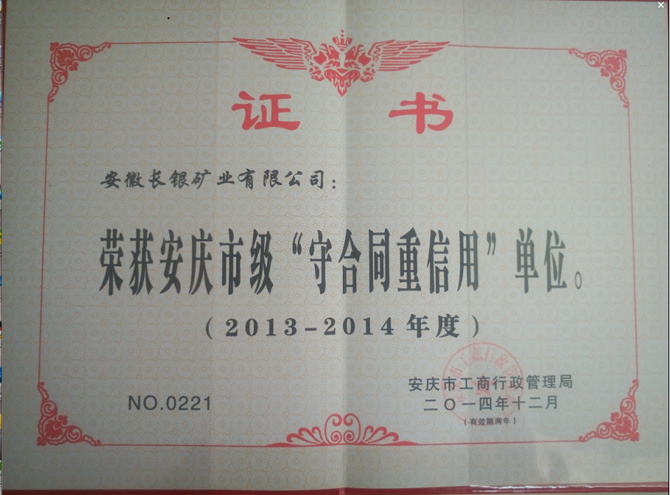 证 书
安徽长银矿业有限公司：
荣获安庆市级“守合同重信用”单位。
（2013-2014年度）
安庆市工商行政管理局
NO.0221
二〇一四年十二月
（有效期两年）